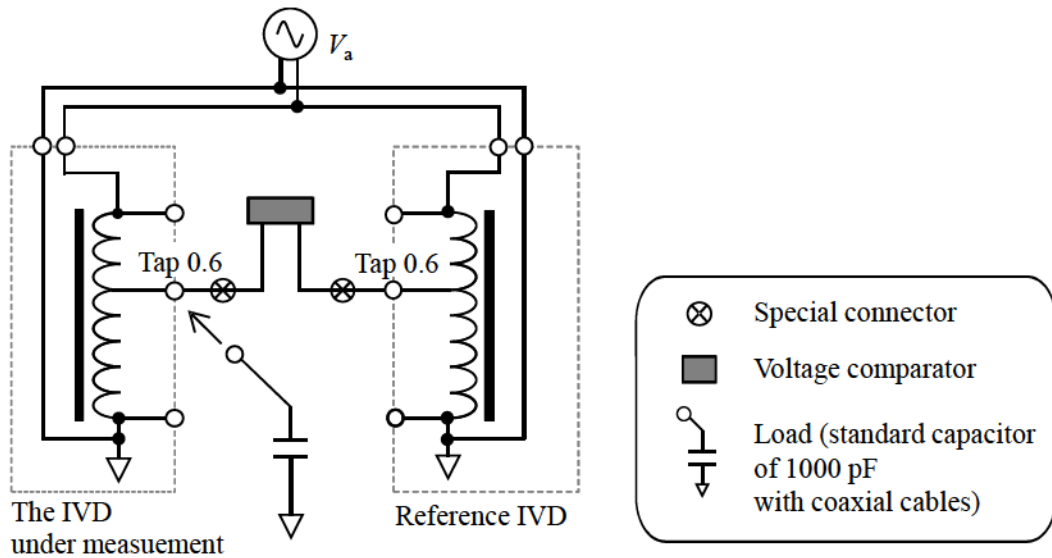 Va
Tap 0.6
Tap 0.6
The IVD
under measuement
Reference IVD
Special connector
Voltage comparator
Load (standard capacitor
of 1000 pF
with coaxial cables)